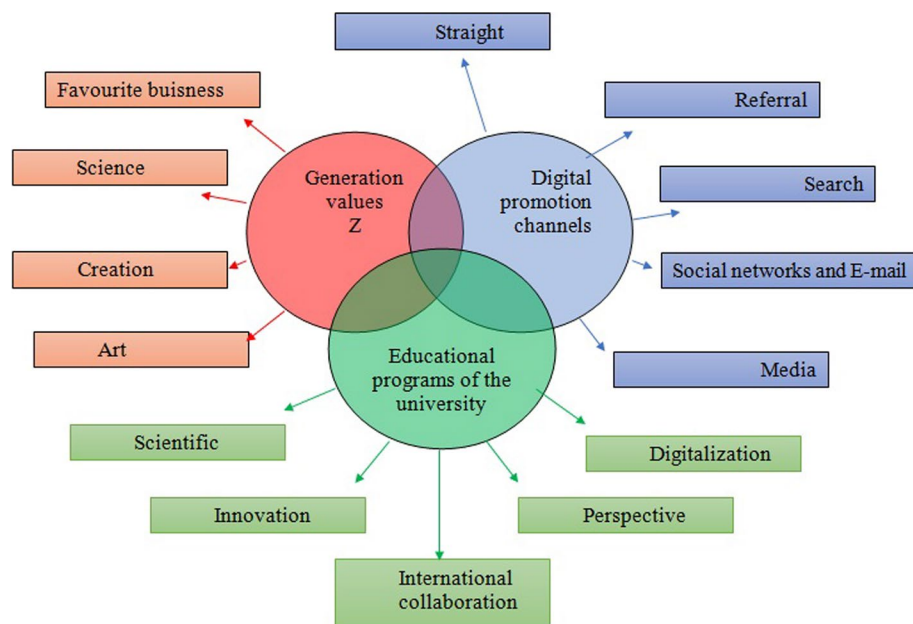 Straight
Favourite buisness
Referral
Science
Generation
values
Z
Digital
promotion
channels
Search
Creation
Social networks and E-mail
Art
Educational
programs of the
university
Media
Scientific
Digitalization
Innovation
Perspective
International
collaboration